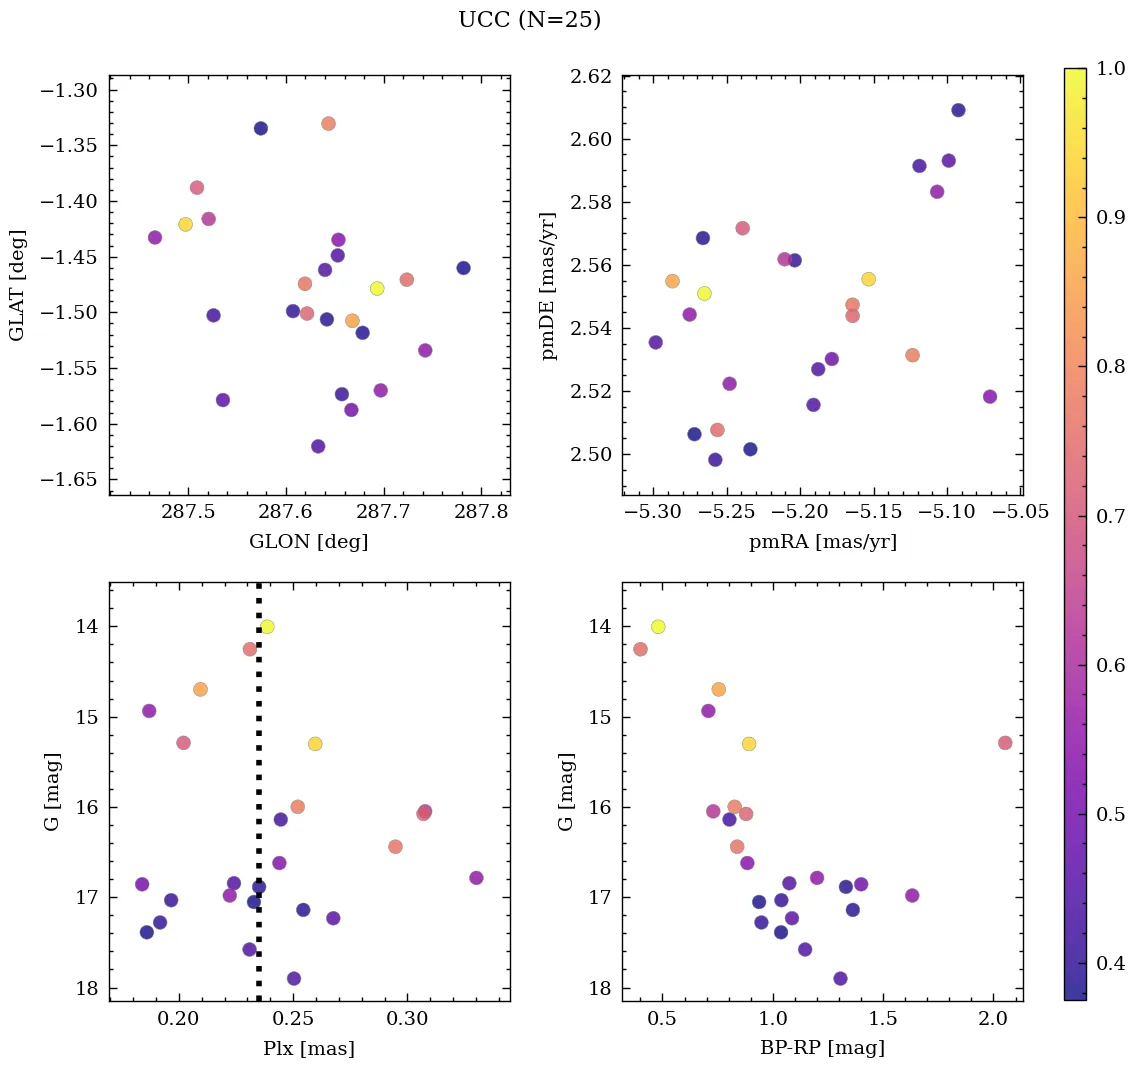 UCC (N=25)
−1.30
−1.35
−1.40
−1.45
−1.50
−1.55
−1.60
−1.65
GLAT [deg]
287.5 287.6 287.7 287.8
GLON [deg]
2.62
2.60
2.58
2.56
2.54
2.52
2.50
pmDE [mas/yr]
−5.30 −5.25 −5.20 −5.15 −5.10 −5.05
pmRA [mas/yr]
14
15
16
17
18
G [mag]
0.20 0.25 0.30
Plx [mas]
14
15
16
17
18
G [mag]
0.5 1.0 1.5 2.0
BP-RP [mag]
1.0
0.9
0.8
0.7
0.6
0.5
0.4